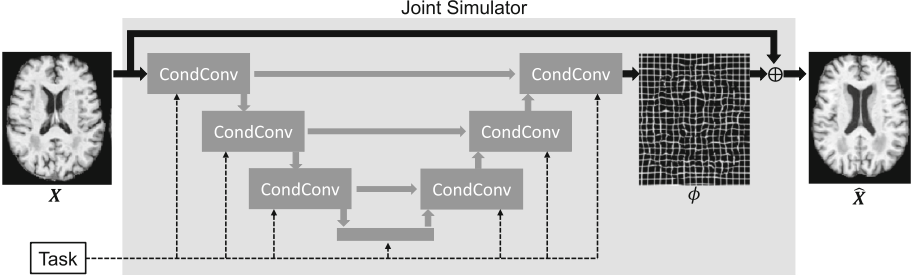 Joint Simulator
CondConv
CondConv
CondConv
CondConv
CondConv
CondConv
X
ϕ
X̂
Task